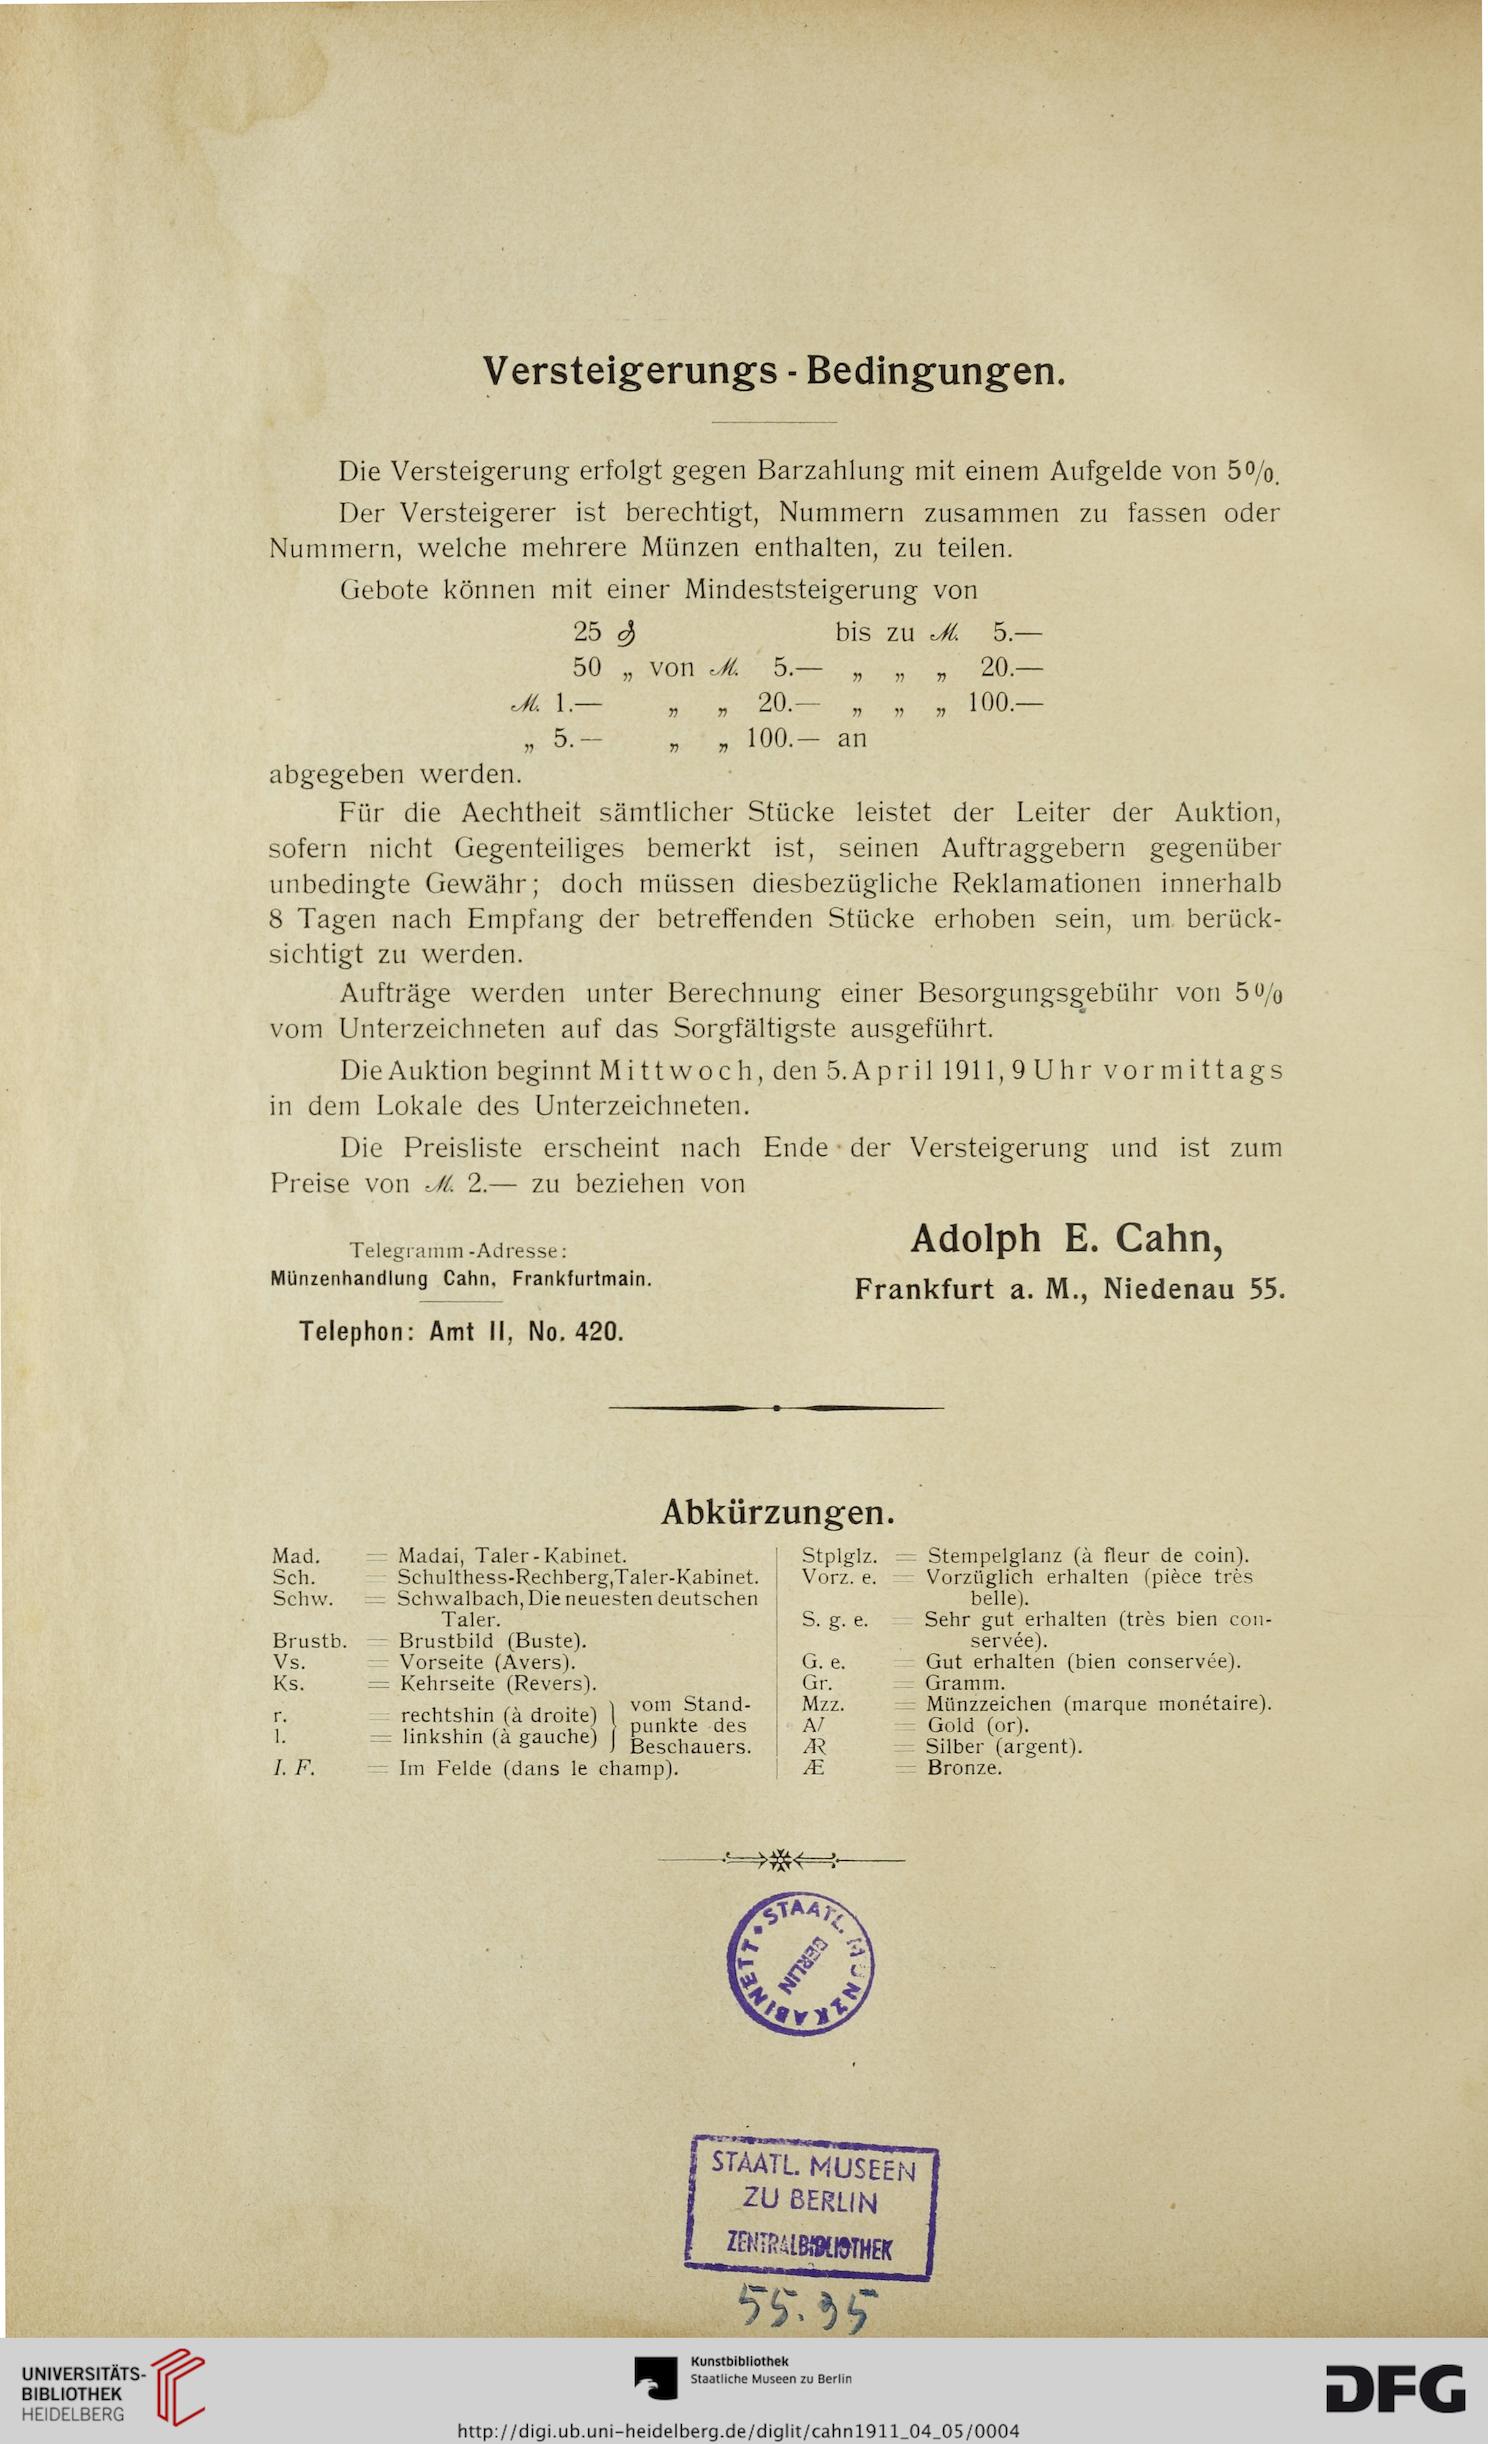 Versteigerungs-Bedingungen.
Die Versteigerung erfolgt gegen Barzahlung mit einem Aufgelde von 5%.
Der Versteigerer ist berechtigt, Nummern zusammen zu fassen oder
Nummern, welche mehrere Münzen enthalten, zu teilen.
Gebote können mit einer Mindeststeigerung von
25 ₰ bis zu ℳ 5.—
50 „ von ℳ 5.— „ „ „ 20.—
ℳ 1.— „ „ 20.— „ „ „ 100.—
„ 5.— „ „ 100.— an
abgegeben werden.
Für die Aechtheit sämtlicher Stücke leistet der Leiter der Auktion,
sofern nicht Gegenteiliges bemerkt ist, seinen Auftraggebern gegenüber
unbedingte Gewähr; doch müssen diesbezügliche Reklamationen innerhalb
8 Tagen nach Empfang der betreffenden Stücke erhoben sein, um berück-
sichtigt zu werden.
Aufträge werden unter Berechnung einer Besorgungsgebühr von 5%
vom Unterzeichneten auf das Sorgfältigste ausgeführt.
Die Auktion beginnt Mittwoch, den 5. April 1911, 9 Uhr vormittags
in dem Lokale des Unterzeichneten.
Die Preisliste erscheint nach Ende der Versteigerung und ist zum
Preise von ℳ 2.— zu beziehen von
Adolph E. Cahn,
Frankfurt a. M., Niedenau 55.
Telegramm-Adresse:
Münzenhandlung Cahn, Frankfurtmain.
Telephon: Amt II, No. 420.
Abkürzungen.
Mad. = Madai, Taler-Kabinet.
Sch. = Schulthess-Rechberg, Taler-Kabinet.
Schw. = Schwalbach, Die neuesten deutschen
Taler.
Brustb. = Brustbild (Buste).
Vs. = Vorseite (Avers).
Ks. = Kehrseite (Revers).
r. = rechtshin (à droite)
l. = linkshin (à gauche)
vom Stand-
punkte des
Beschauers.
I. F. = Im Felde (dans le champ).
Stplglz. = Stempelglanz (à fleur de coin).
Vorz. e. = Vorzüglich erhalten (pièce très
belle).
S. g. e. = Sehr gut erhalten (très bien con-
servée).
G. e. = Gut erhalten (bien conservée).
Gr. = Gramm.
Mzz. = Münzzeichen (marque monétaire).
A/ = Gold (or).
ÆR = Silber (argent).
Æ = Bronze.
STAATL. MÜNZKABINETT
BERLIN
STAATL. MUSEEN
ZU BERLIN
ZENTRALBIBLIOTHEK
55.35
UNIVERSITÄTS-
BIBLIOTHEK
HEIDELBERG
Kunstbibliothek
Staatliche Museen zu Berlin
DFG
http://digi.ub.uni-heidelberg.de/diglit/cahn1911_04_05/0004